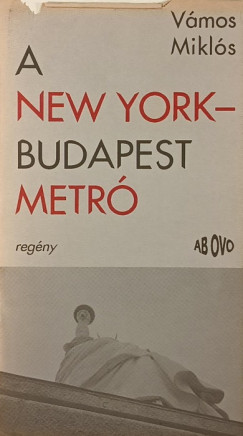 Vámos
Miklós
A
NEW YORK–
BUDAPEST
METRÓ
regény
AB OVO